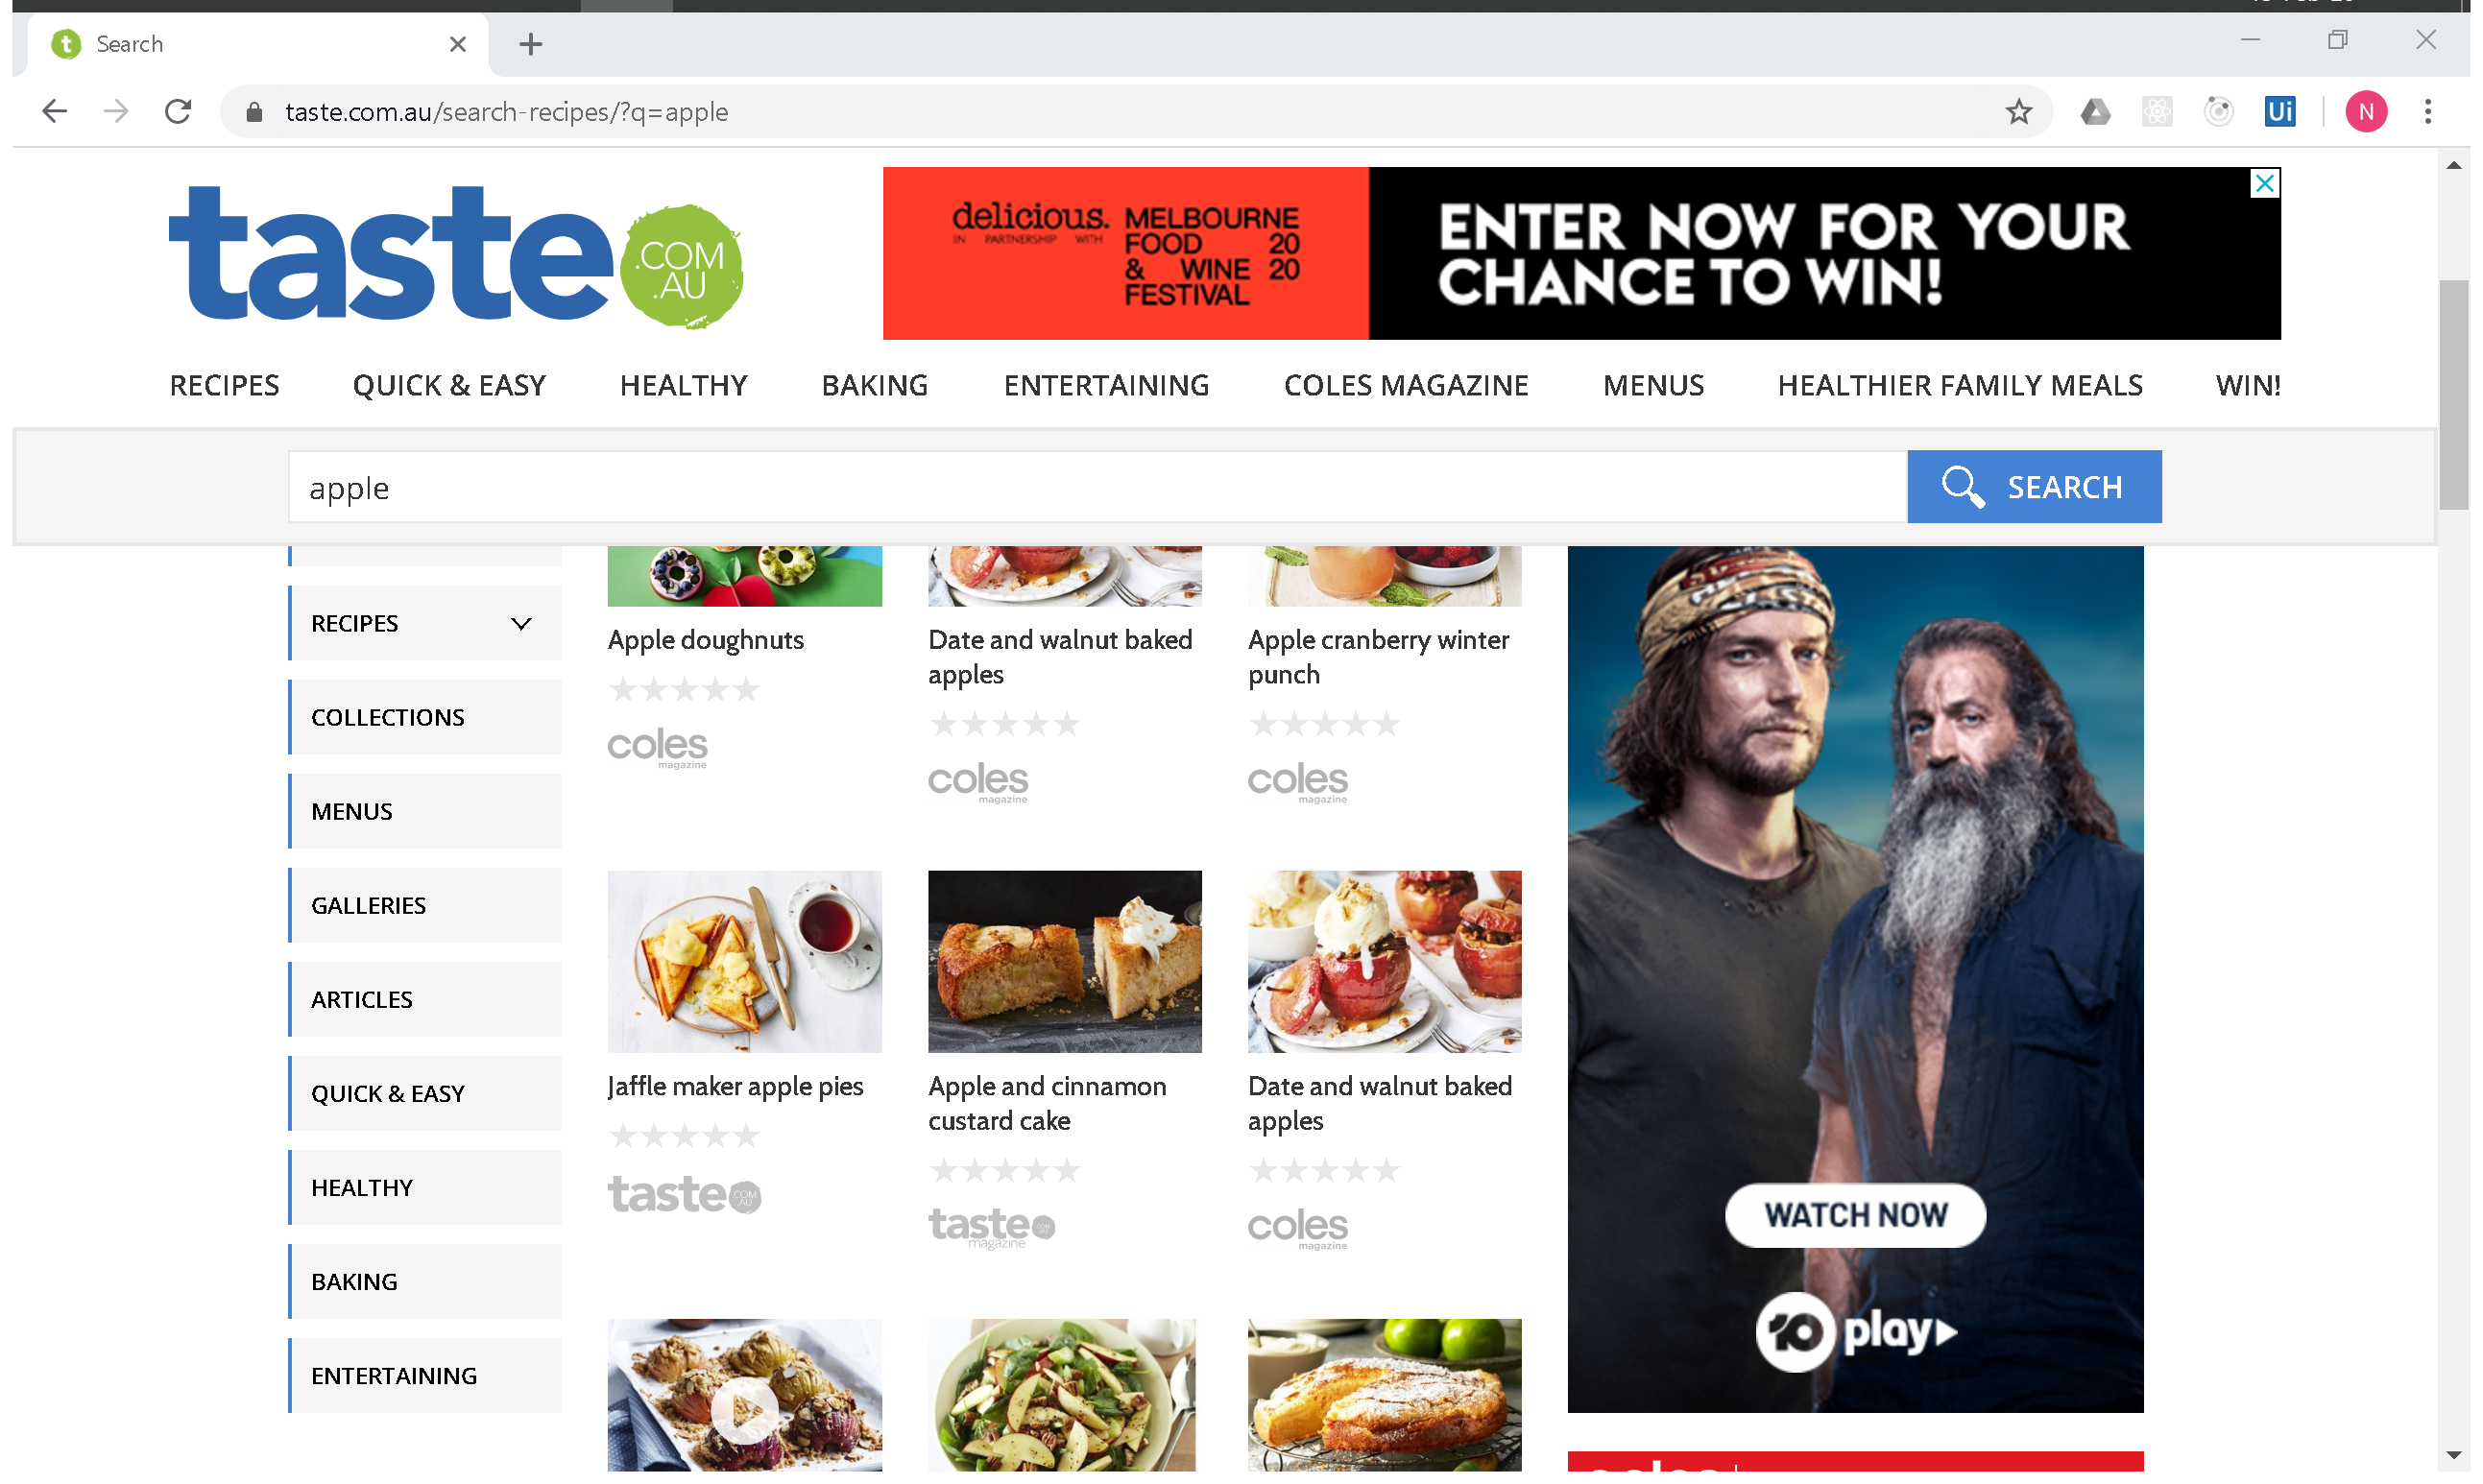 Search
taste.com.au/search-recipes/?q=apple
Ui
N
taste
.COM
.AU
delicious.
IN PARTNERSHIP WITH
MELBOURNE
FOOD 20
& WINE 20
FESTIVAL
ENTER NOW FOR YOUR
CHANCE TO WIN!
RECIPES QUICK & EASY HEALTHY BAKING ENTERTAINING COLES MAGAZINE MENUS HEALTHIER FAMILY MEALS WIN!
apple
SEARCH
RECIPES
COLLECTIONS
MENUS
GALLERIES
ARTICLES
QUICK & EASY
HEALTHY
BAKING
ENTERTAINING
Apple doughnuts
coles
magazine
Date and walnut baked
apples
coles
magazine
Apple cranberry winter
punch
coles
magazine
Jaffle maker apple pies
taste
.COM
.AU
Apple and cinnamon
custard cake
taste
magazine
Date and walnut baked
apples
coles
magazine
WATCH NOW
10 play